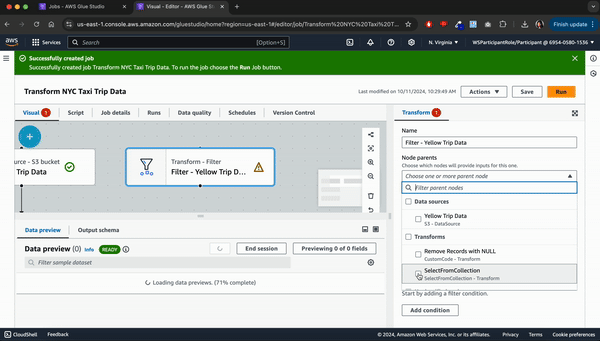 Jobs - AWS Glue Studio
Visual - Editor - AWS Glue Studio
us-east-1.console.aws.amazon.com/gluestudio/home?region=us-east-1#/editor/job/Transform%20NYC%20Taxi%20T...
Finish update
aws
Services
Search
[Option+S]
N. Virginia
WSParticipantRole/Participant @ 6954-0580-1536
Successfully created job
Successfully created job Transform NYC Taxi Trip Data. To run the job choose the Run Job button.
Transform NYC Taxi Trip Data
Last modified on 10/11/2024, 10:29:49 AM
Actions
Save
Run
Visual
1
Script
Job details
Runs
Data quality
Schedules
Version Control
ource - S3 bucket
Trip Data
Transform - Filter
Filter - Yellow Trip D...
Data preview
Output schema
Data preview (0)
Info
READY
End session
Previewing 0 of 0 fields
Filter sample dataset
Loading data previews. (71% complete)
Transform
1
Name
Filter - Yellow Trip Data
Node parents
Choose which nodes will provide inputs for this one.
Choose one or more parent node
Filter parent nodes
Data sources
Yellow Trip Data
S3 - DataSource
Transforms
Remove Records with NULL
CustomCode - Transform
SelectFromCollection
SelectFromCollection - Transform
Start by adding a filter condition.
Add condition
CloudShell
Feedback
© 2024, Amazon Web Services, Inc. or its affiliates.
Privacy
Terms
Cookie preferences